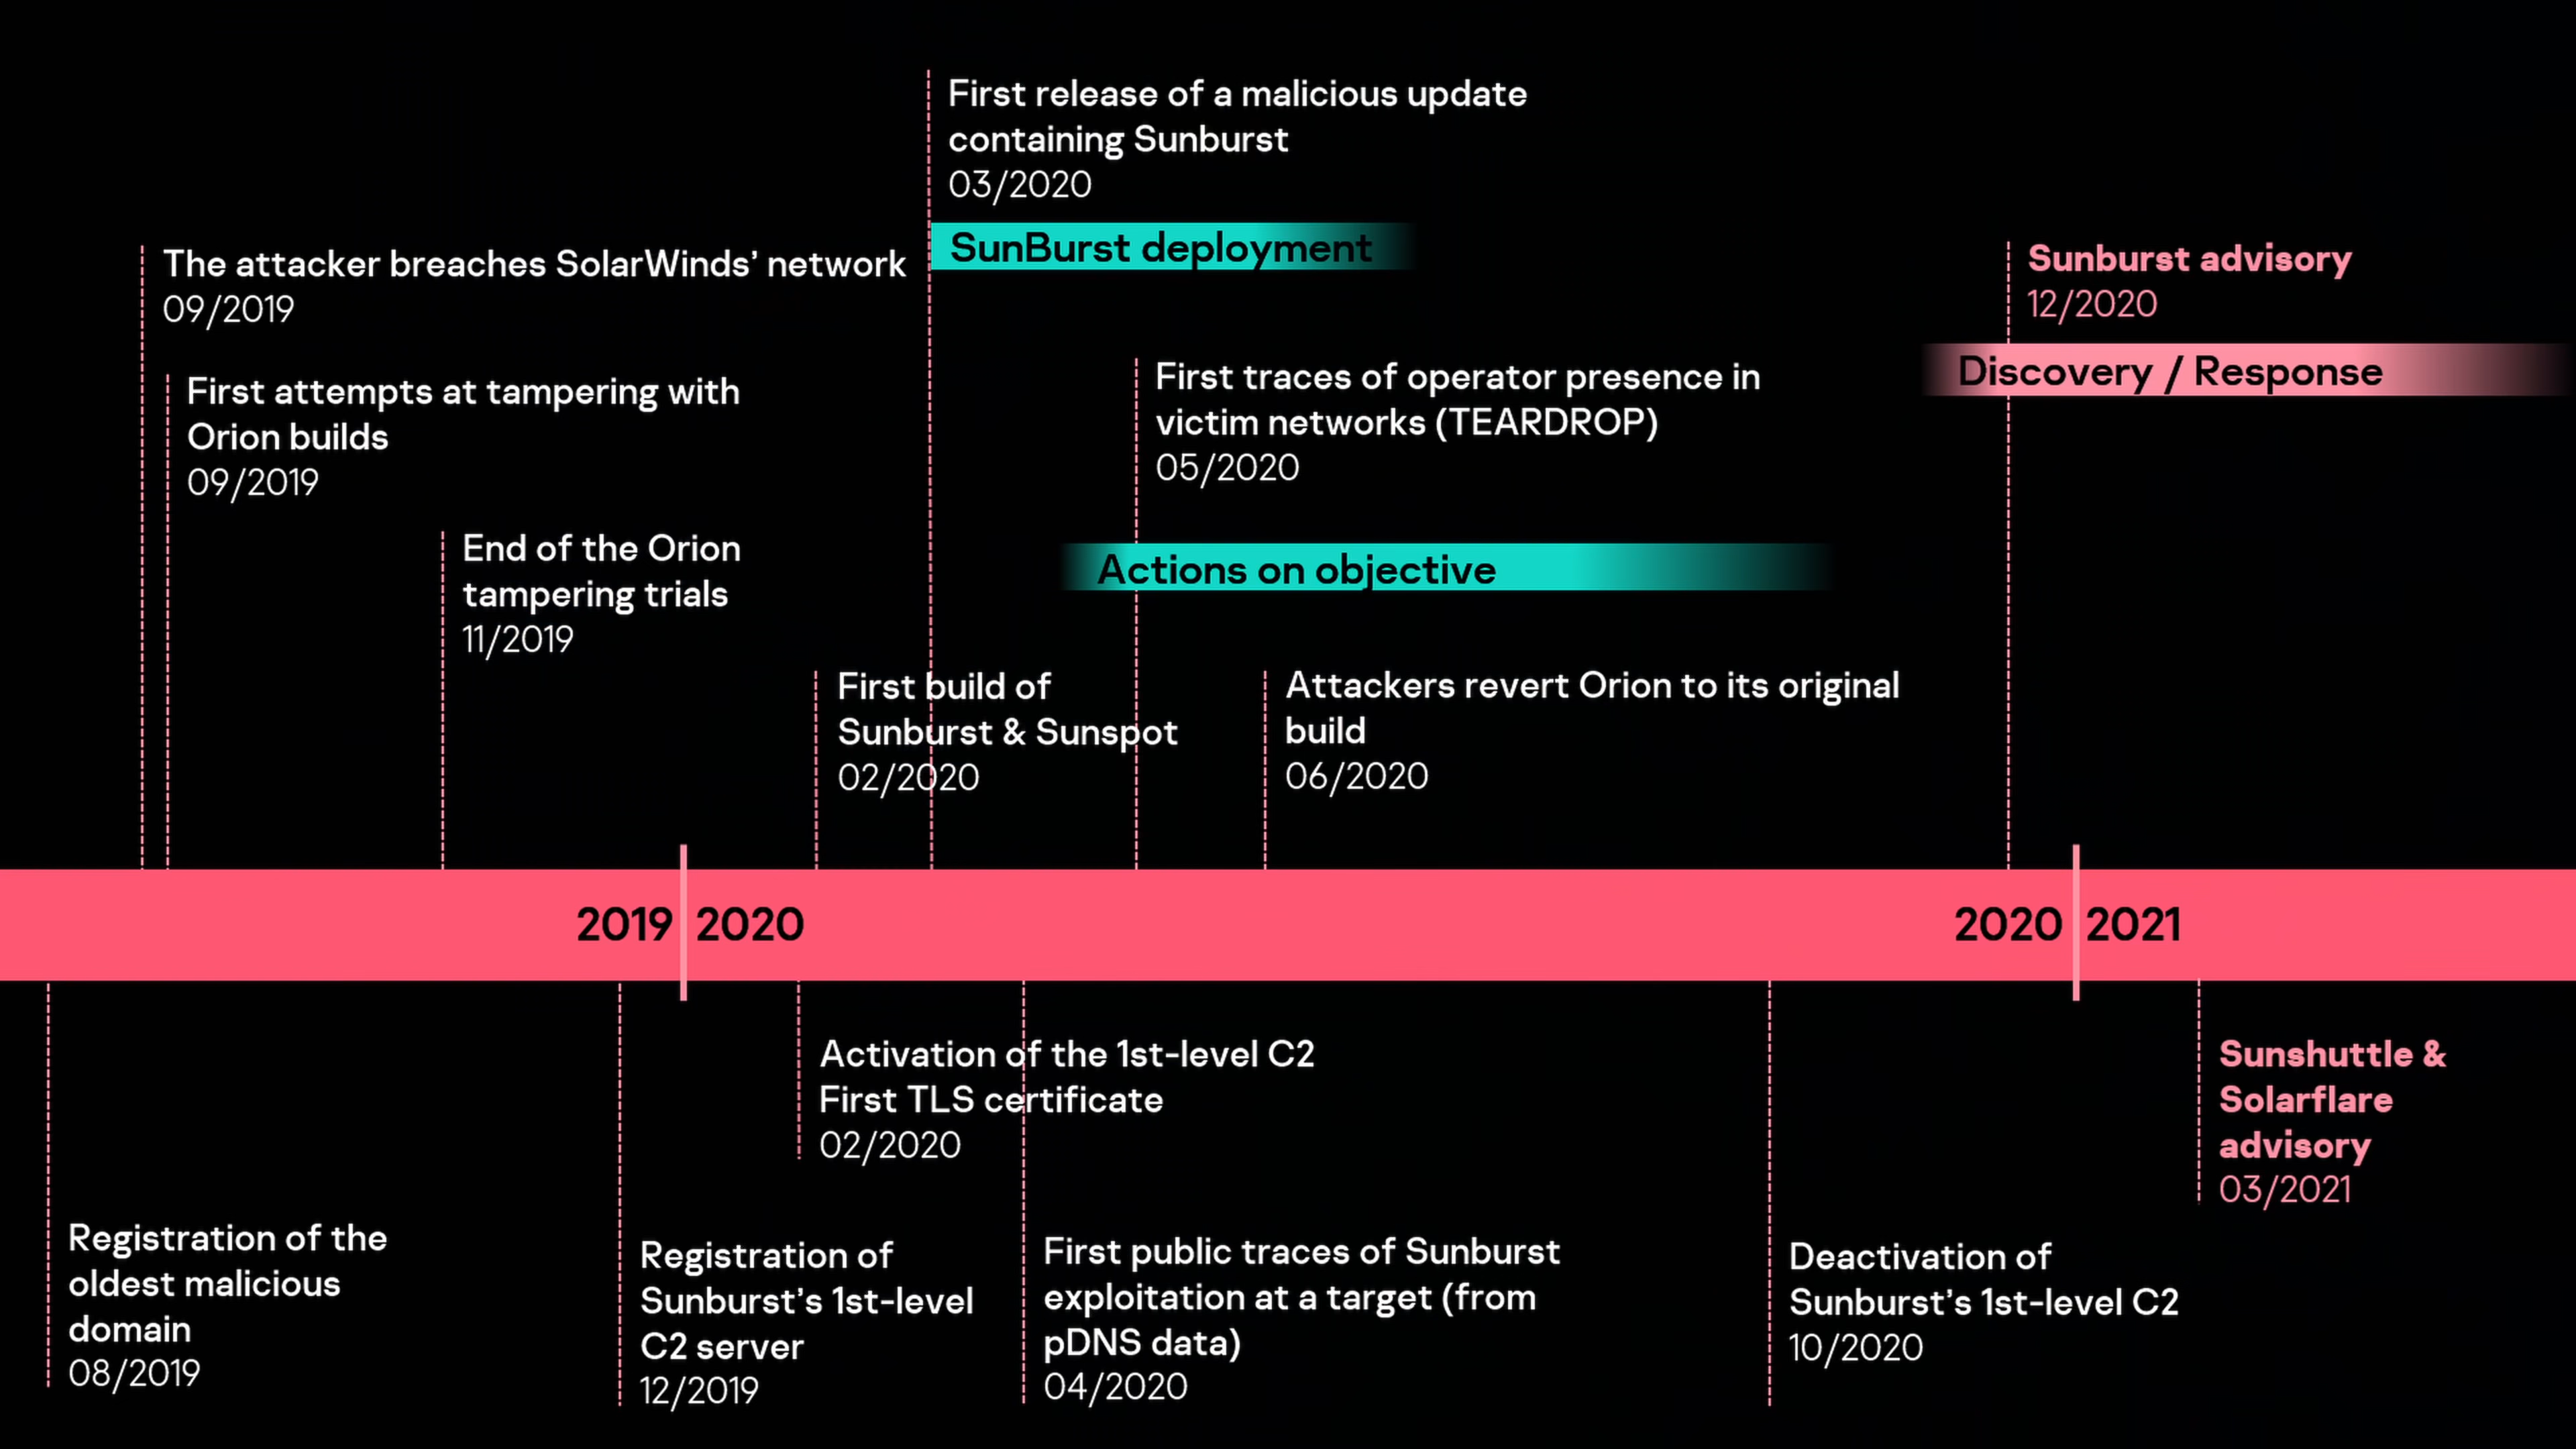 First release of a malicious update
containing Sunburst
03/2020
SunBurst deployment
The attacker breaches SolarWinds’ network
09/2019
Sunburst advisory
12/2020
Discovery / Response
First attempts at tampering with
Orion builds
09/2019
First traces of operator presence in
victim networks (TEARDROP)
05/2020
End of the Orion
tampering trials
11/2019
Actions on objective
First build of
Sunburst & Sunspot
02/2020
Attackers revert Orion to its original
build
06/2020
2019 2020
2020 2021
Activation of the 1st-level C2
First TLS certificate
02/2020
Sunshuttle &
Solarflare
advisory
03/2021
Registration of the
oldest malicious
domain
08/2019
Registration of
Sunburst’s 1st-level
C2 server
12/2019
First public traces of Sunburst
exploitation at a target (from
pDNS data)
04/2020
Deactivation of
Sunburst’s 1st-level C2
10/2020